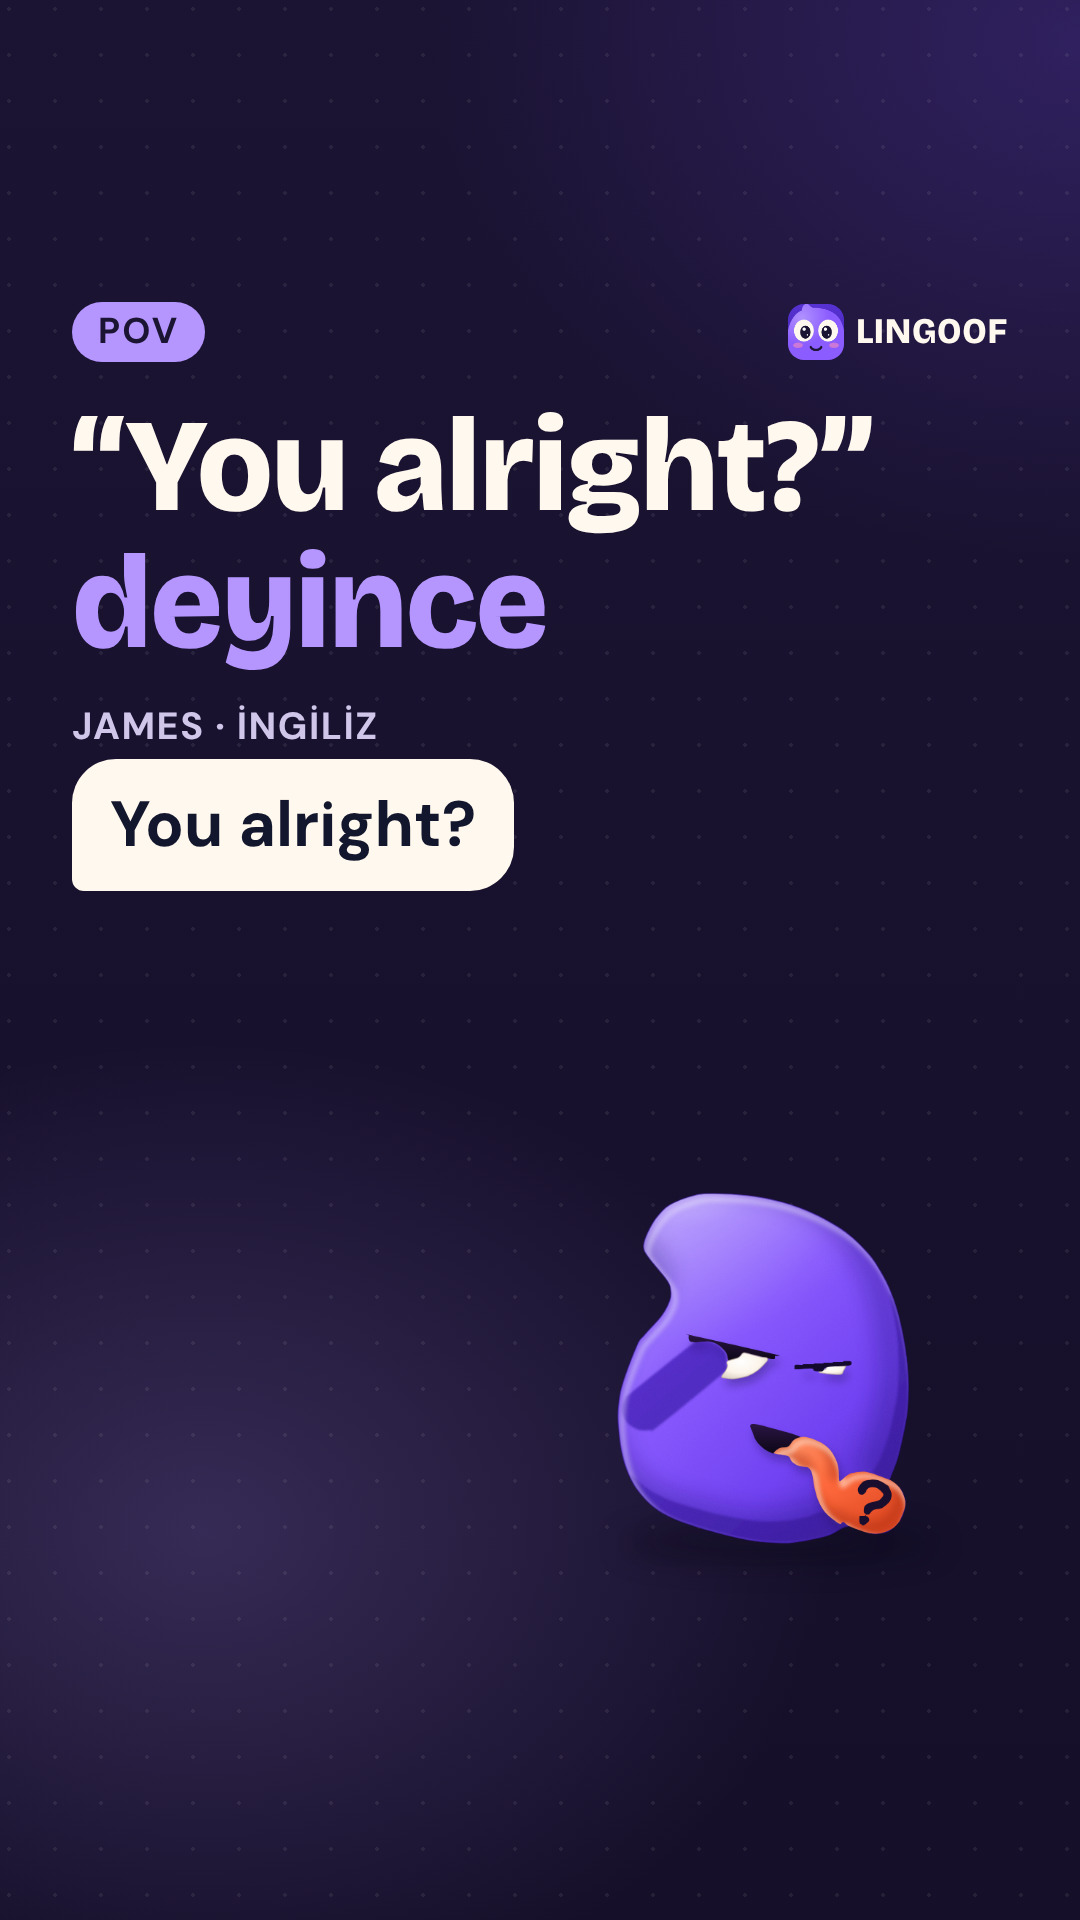 POV
LINGOOF
“You alright?”
deyince
JAMES · İNGİLİZ
You alright?
?